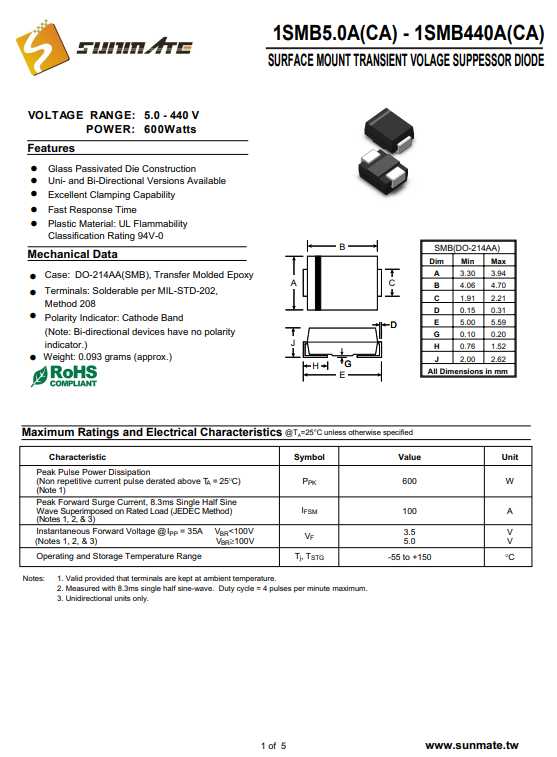 SUNMATE
1SMB5.0A(CA) - 1SMB440A(CA)
SURFACE MOUNT TRANSIENT VOLAGE SUPPESSOR DIODE
VOLTAGE RANGE: 5.0 - 440 V
POWER: 600Watts
Features
● Glass Passivated Die Construction
● Uni- and Bi-Directional Versions Available
● Excellent Clamping Capability
● Fast Response Time
● Plastic Material: UL Flammability
Classification Rating 94V-0
Mechanical Data
● Case: DO-214AA(SMB), Transfer Molded Epoxy
● Terminals: Solderable per MIL-STD-202,
Method 208
● Polarity Indicator: Cathode Band
(Note: Bi-directional devices have no polarity
indicator.)
● Weight: 0.093 grams (approx.)
RoHS
COMPLIANT
B
A
C
D
J
H
G
E
SMB(DO-214AA)
Dim Min Max
A 3.30 3.94
B 4.06 4.70
C 1.91 2.21
D 0.15 0.31
E 5.00 5.59
G 0.10 0.20
H 0.76 1.52
J 2.00 2.62
All Dimensions in mm
Maximum Ratings and Electrical Characteristics @TA=25°C unless otherwise specified
Characteristic Symbol Value Unit
Peak Pulse Power Dissipation
(Non repetitive current pulse derated above TA = 25°C)
(Note 1)
PPK 600 W
Peak Forward Surge Current, 8.3ms Single Half Sine
Wave Superimposed on Rated Load (JEDEC Method)
(Notes 1, 2, & 3)
IFSM 100 A
Instantaneous Forward Voltage @ IPP = 35A VBR<100V
(Notes 1, 2, & 3) VBR≥100V
VF
3.5 V
5.0 V
Operating and Storage Temperature Range Tj, TSTG -55 to +150 °C
Notes: 1. Valid provided that terminals are kept at ambient temperature.
2. Measured with 8.3ms single half sine-wave. Duty cycle = 4 pulses per minute maximum.
3. Unidirectional units only.
1 of 5
www.sunmate.tw